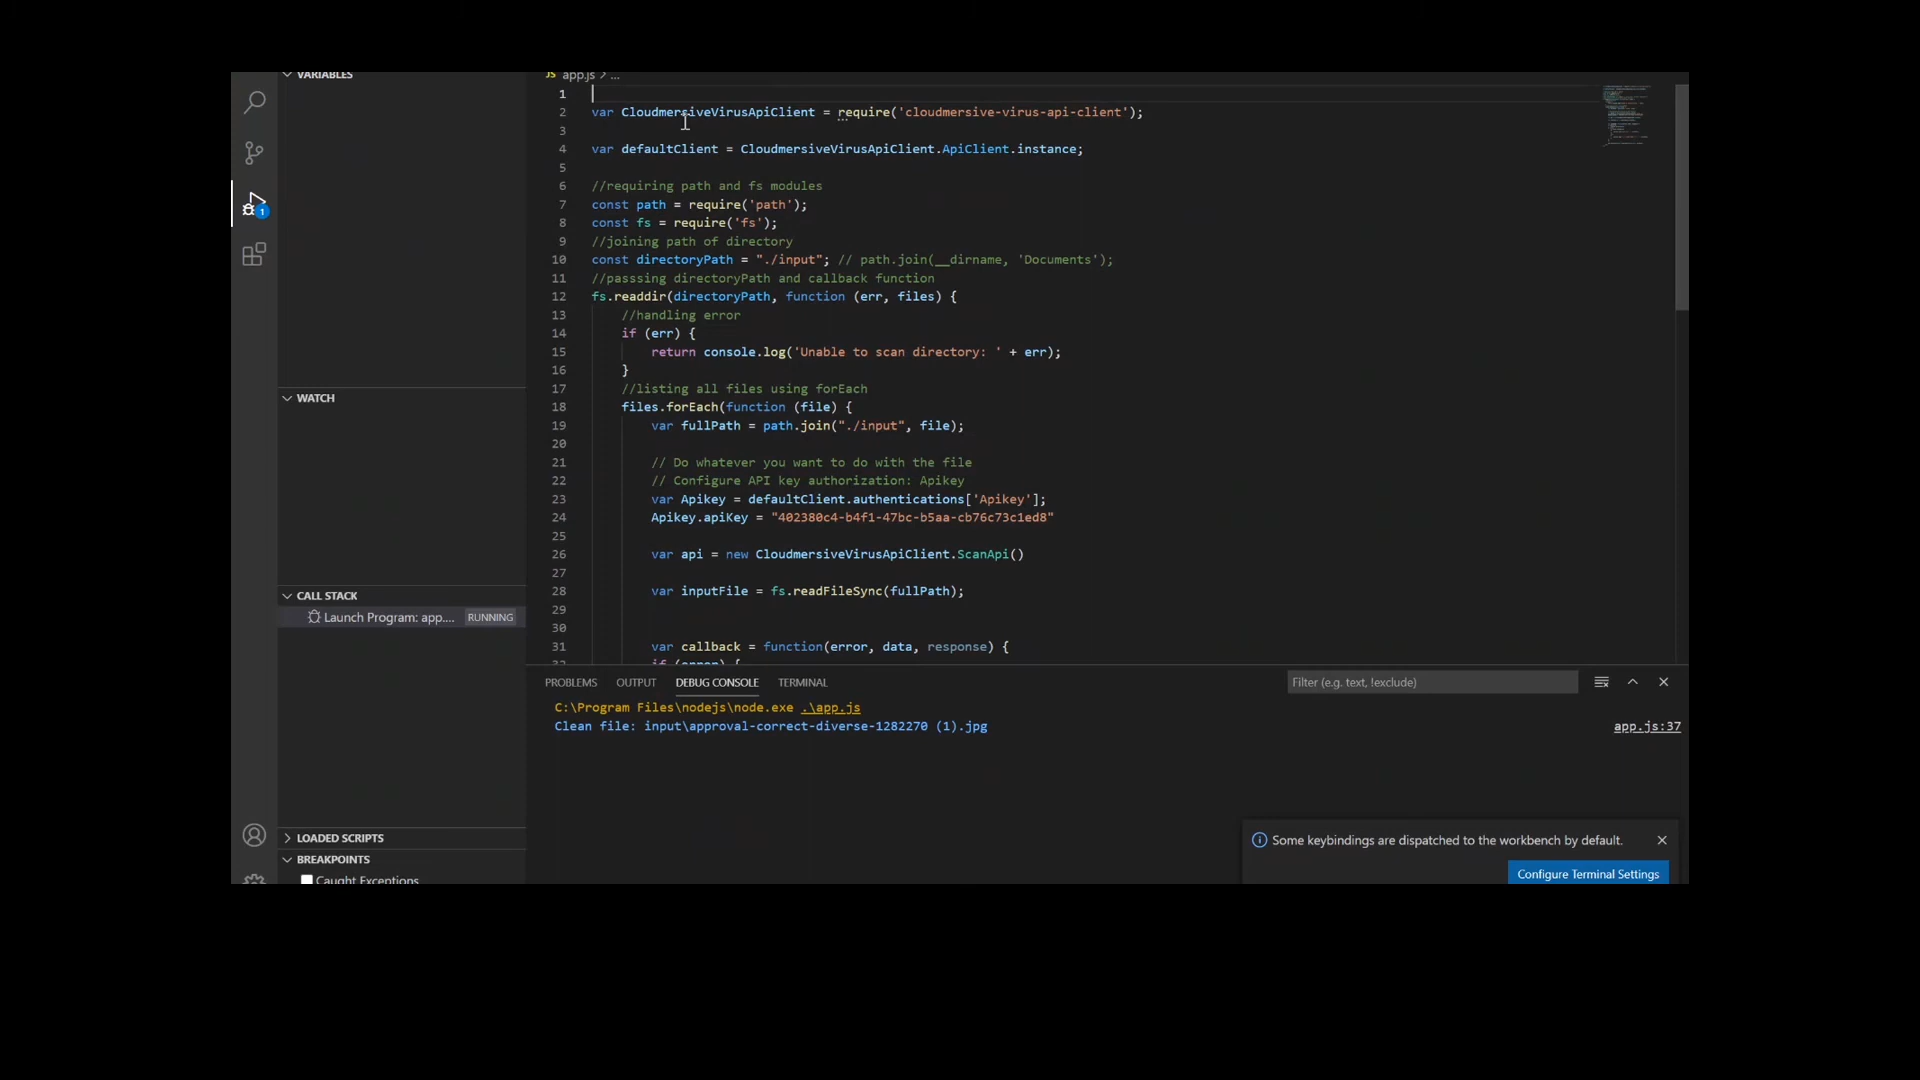 VARIABLES
JS app.js > ...
1
2 var CloudmersiveVirusApiClient = require('cloudmersive-virus-api-client');
3
4 var defaultClient = CloudmersiveVirusApiClient.ApiClient.instance;
5
6 //requiring path and fs modules
7 const path = require('path');
8 const fs = require('fs');
9 //joining path of directory
10 const directoryPath = "./input"; // path.join(__dirname, 'Documents');
11 //passsing directoryPath and callback function
12 fs.readdir(directoryPath, function (err, files) {
13 //handling error
14 if (err) {
15 return console.log('Unable to scan directory: ' + err);
16 }
17 //listing all files using forEach
18 files.forEach(function (file) {
19 var fullPath = path.join("./input", file);
20
21 // Do whatever you want to do with the file
22 // Configure API key authorization: Apikey
23 var Apikey = defaultClient.authentications['Apikey'];
24 Apikey.apiKey = "402380c4-b4f1-47bc-b5aa-cb76c73c1ed8"
25
26 var api = new CloudmersiveVirusApiClient.ScanApi()
27
28 var inputFile = fs.readFileSync(fullPath);
29
30
31 var callback = function(error, data, response) {
32 if (error) {
1
WATCH
CALL STACK
Launch Program: app.... RUNNING
LOADED SCRIPTS
BREAKPOINTS
Caught Exceptions
PROBLEMS OUTPUT DEBUG CONSOLE TERMINAL Filter (e.g. text, !exclude)
C:\Program Files\nodejs\node.exe .\app.js
Clean file: input\approval-correct-diverse-1282270 (1).jpg app.js:37
Some keybindings are dispatched to the workbench by default.
Configure Terminal Settings